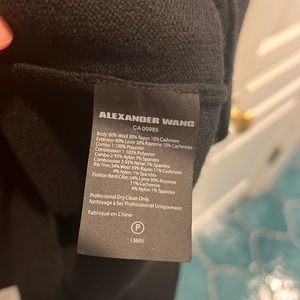 ALEXANDER WANG
CA 00985
Body: 60% Wool 30% Rayon 10% Cashmere
Extérieur: 60% Laine 30% Rayonne 10% Cachemire
Combo 1: 100% Polyester
Combinaison 1: 100% Polyester
Combo 2: 93% Nylon 7% Spandex
Combinaison 2: 93% Nylon 7% Spandex
Rib Trim: 54% Wool 30% Rayon 11% Cashmere
4% Nylon 1% Spandex
Finition Bord Côte: 54% Laine 30% Rayonne
11% Cachemire
4% Nylon 1% Spandex
Professional Dry Clean Only.
Nettoyage à Sec Professionnel Uniquement.
Fabriqué en Chine
P
13695